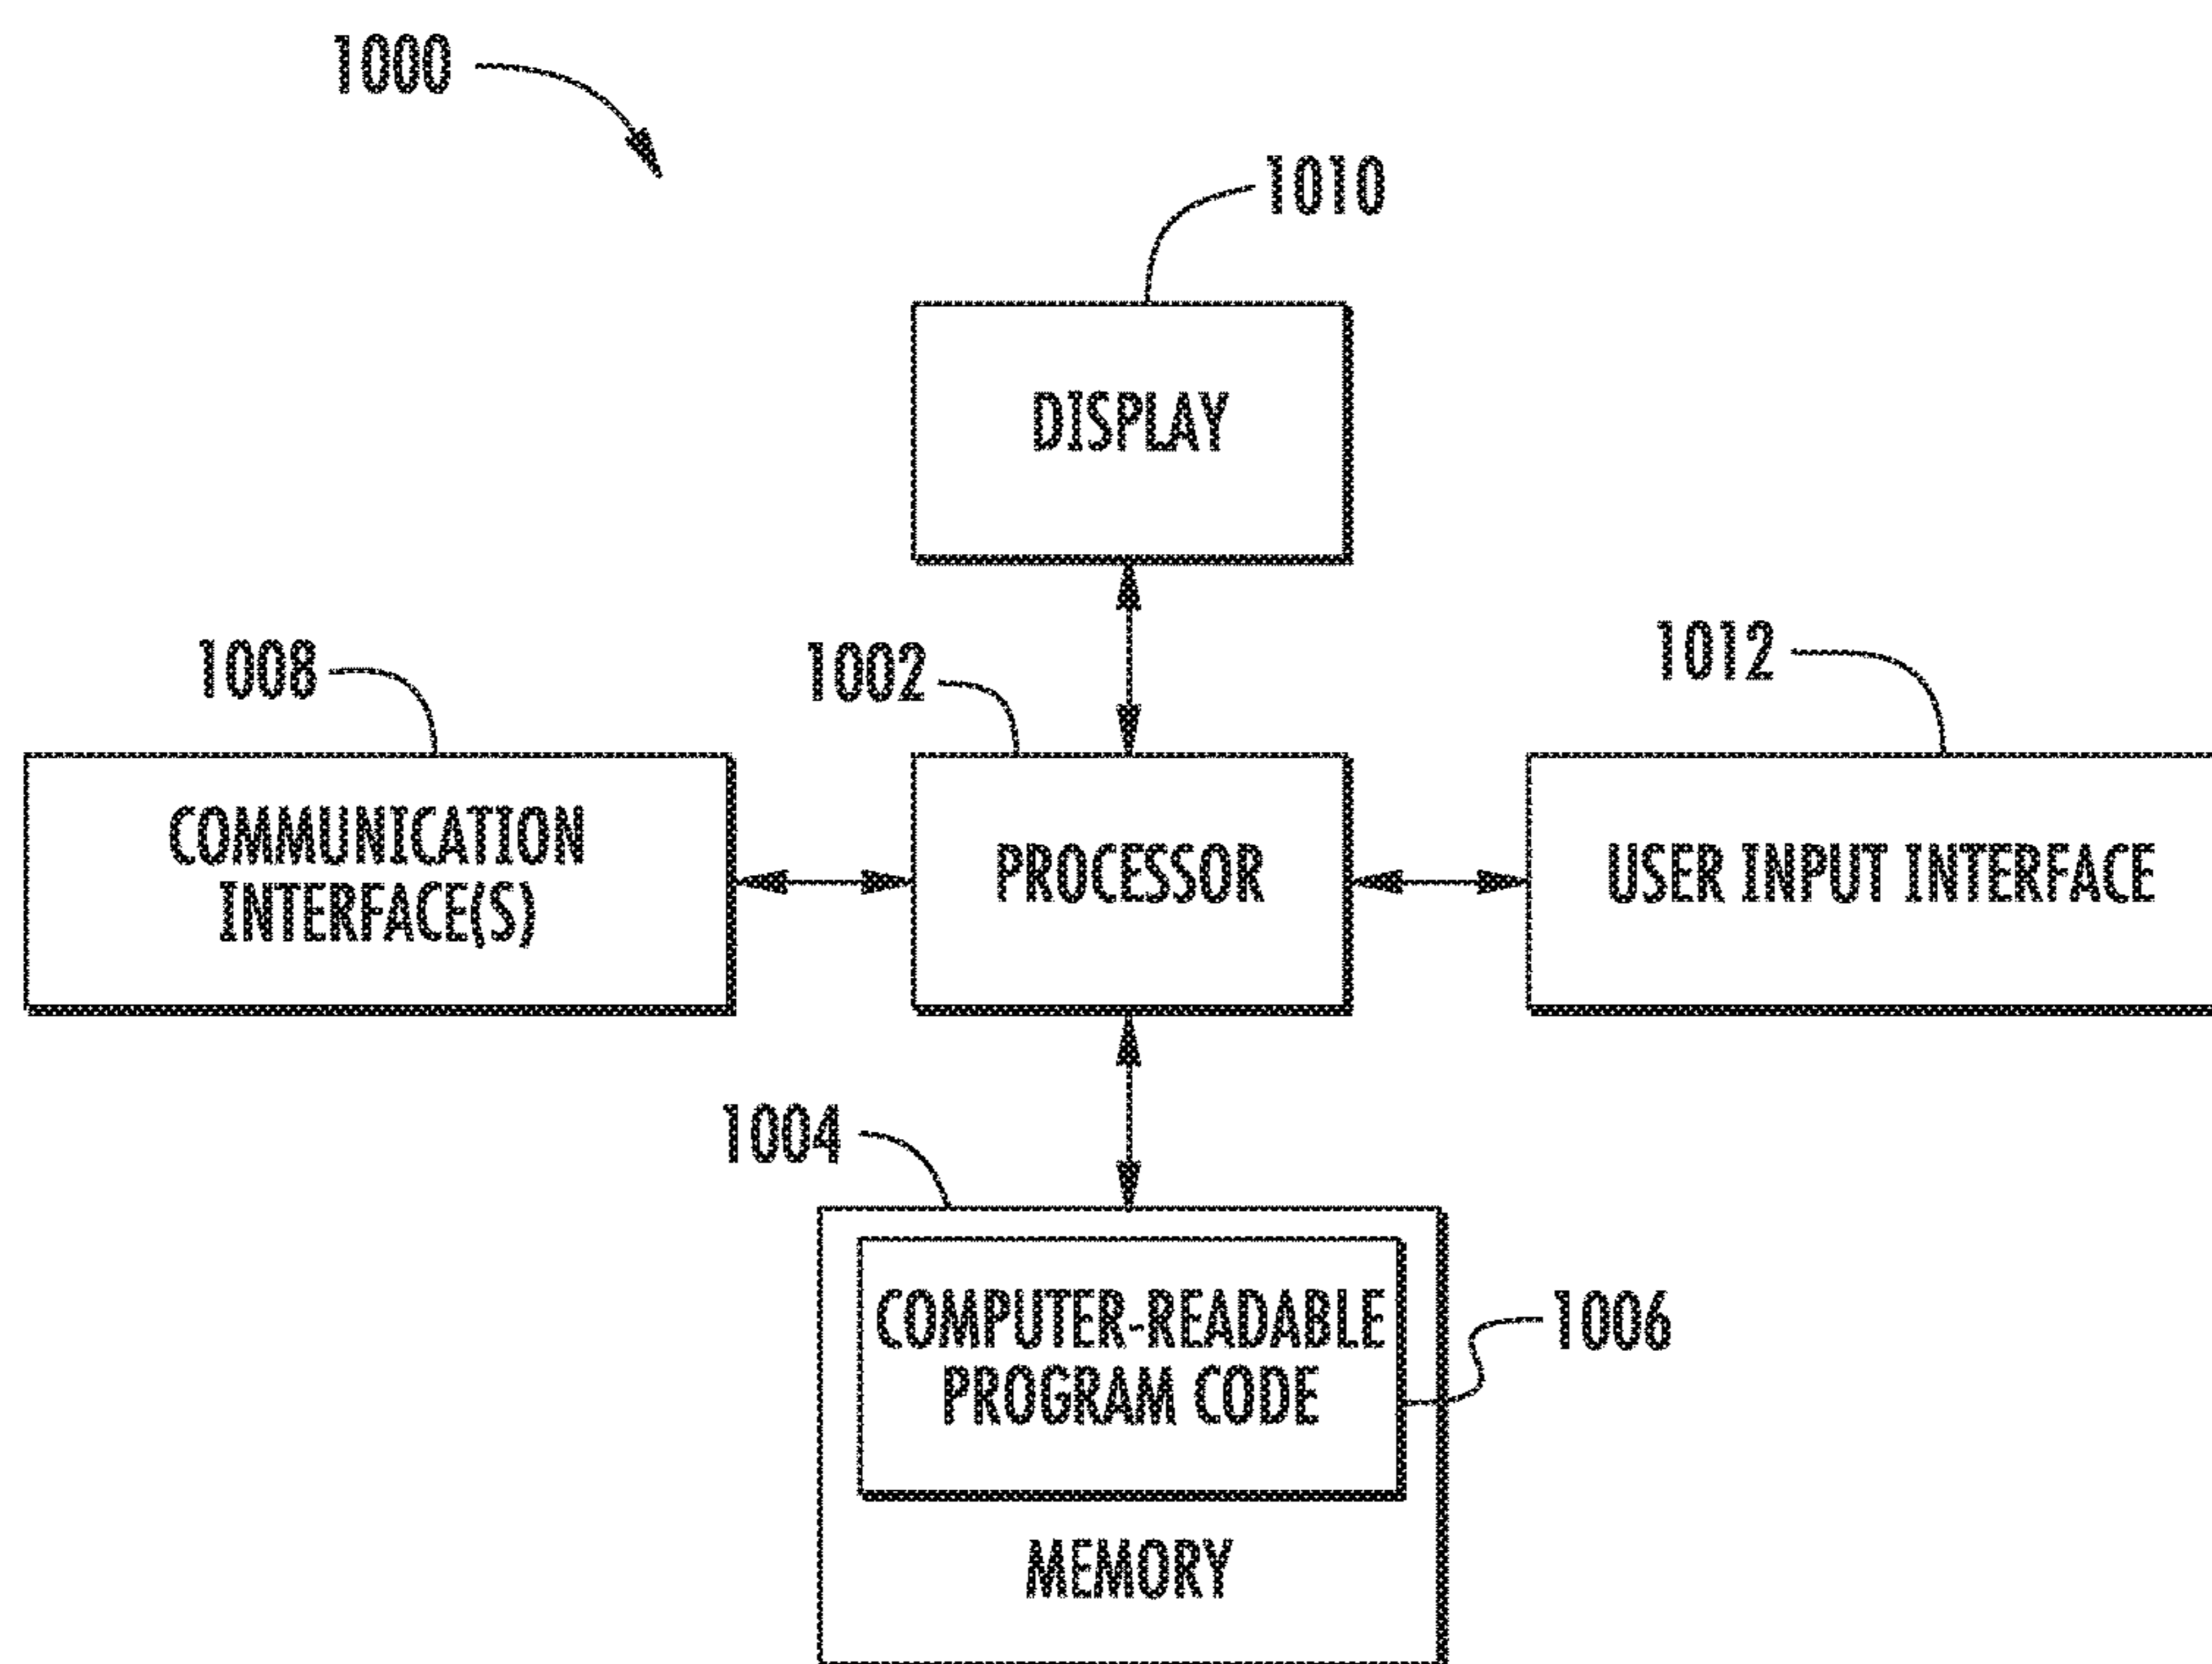 1000
1010
DISPLAY
1008
1002
1012
COMMUNICATION
INTERFACE(S)
PROCESSOR
USER INPUT INTERFACE
1004
COMPUTER-READABLE
PROGRAM CODE
1006
MEMORY